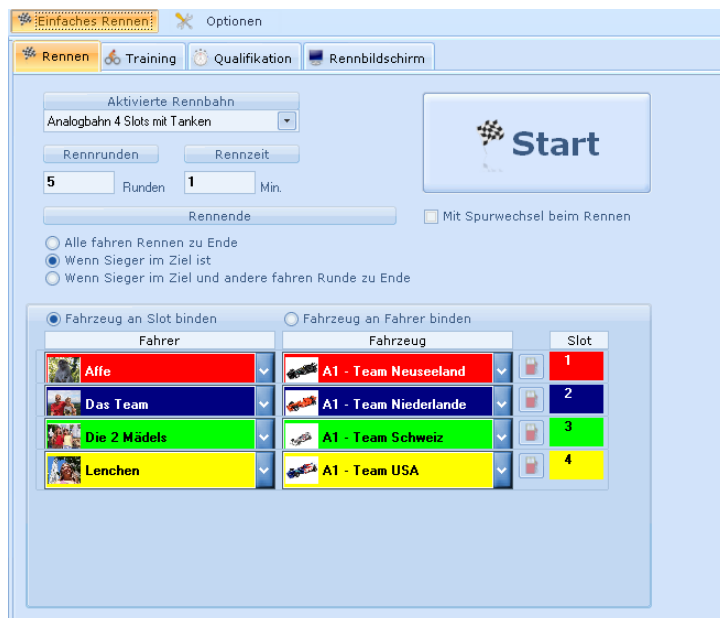 Einfaches Rennen Optionen
Rennen Training Qualifikation Rennbildschirm
Aktivierte Rennbahn
Analogbahn 4 Slots mit Tanken
Start
Rennrunden Rennzeit
5 Runden 1 Min.
Rennende
Mit Spurwechsel beim Rennen
Alle fahren Rennen zu Ende
Wenn Sieger im Ziel ist
Wenn Sieger im Ziel und andere fahren Runde zu Ende
Fahrzeug an Slot binden Fahrzeug an Fahrer binden
Fahrer Fahrzeug Slot
Affe A1 - Team Neuseeland 1
Das Team A1 - Team Niederlande 2
Die 2 Mädels A1 - Team Schweiz 3
Lenchen A1 - Team USA 4